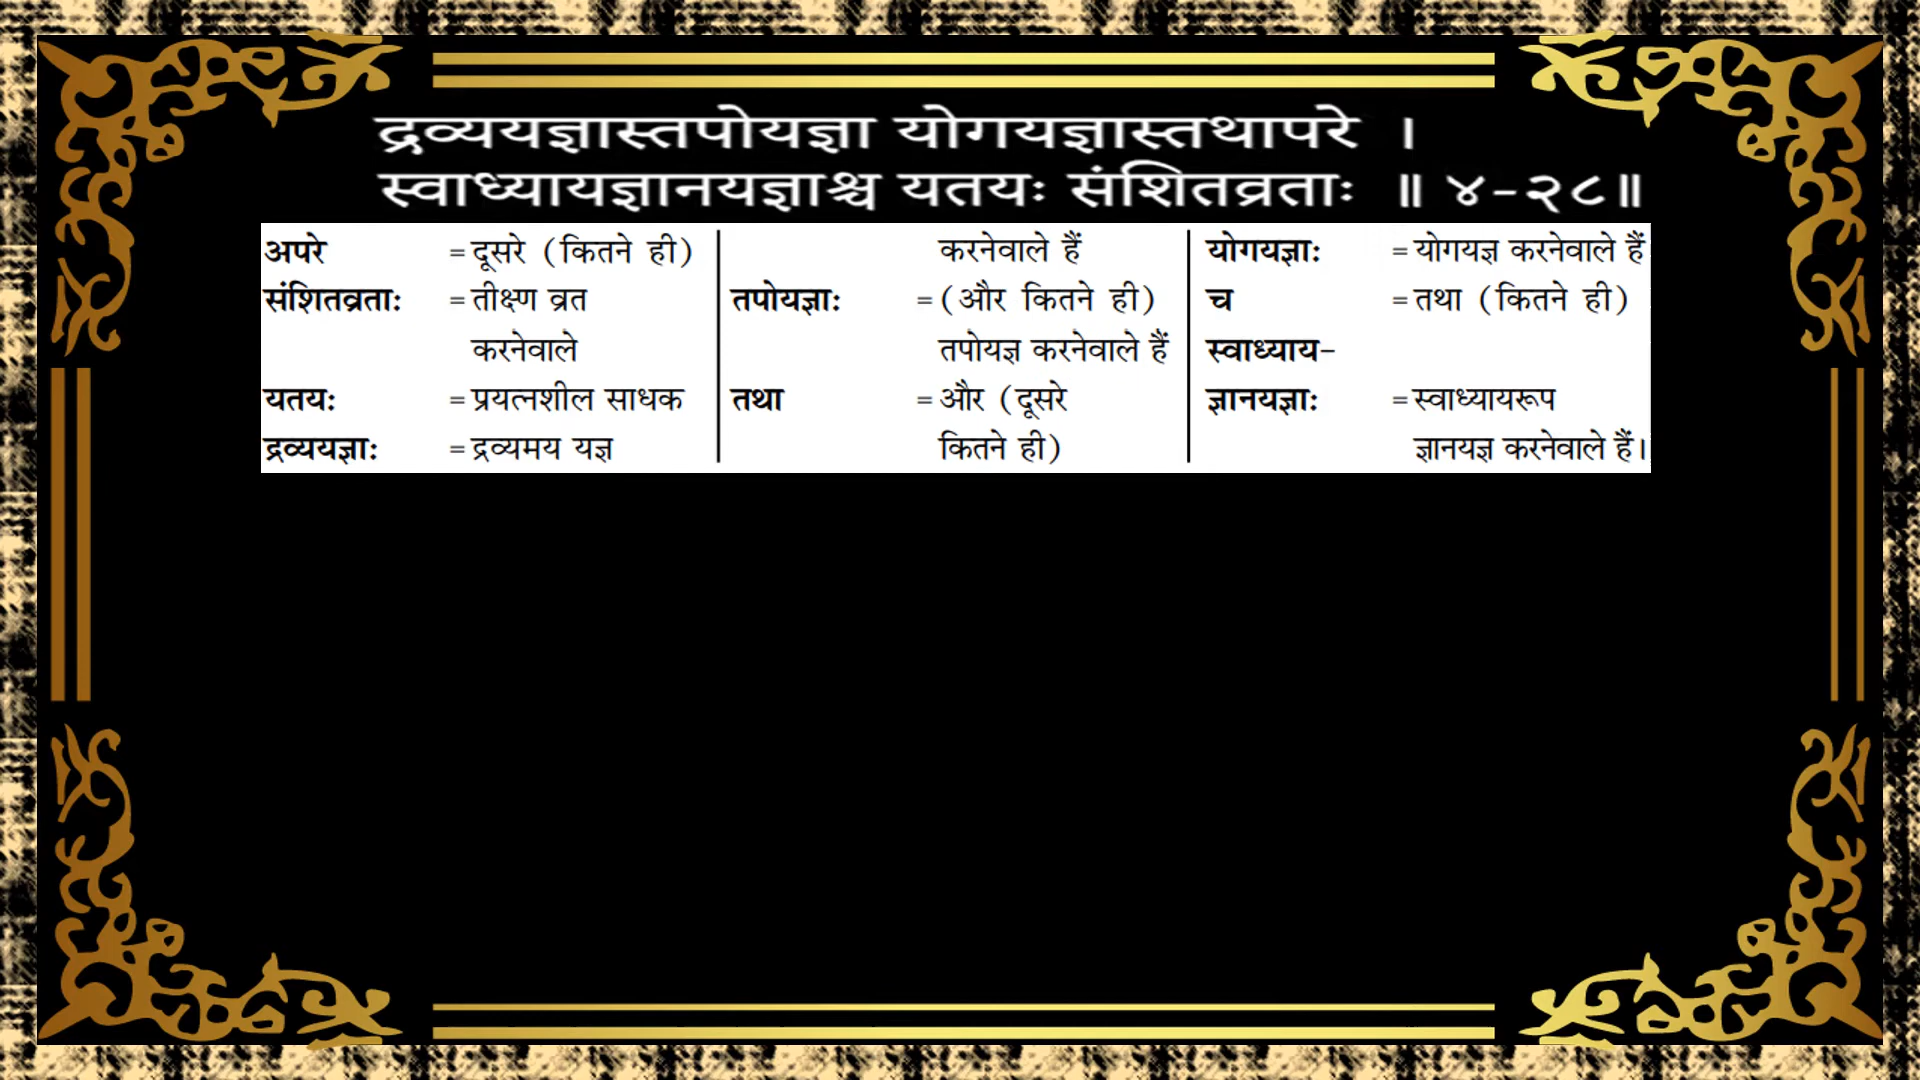 द्रव्ययज्ञास्तपोयज्ञा योगयज्ञास्तथापरे ।
स्वाध्यायज्ञानयज्ञाश्च यतयः संशितव्रताः ॥ ४-२८॥
अपरे = दूसरे (कितने ही)
संशितव्रताः = तीक्ष्ण व्रत
करनेवाले
यतयः = प्रयत्नशील साधक
द्रव्ययज्ञाः = द्रव्यमय यज्ञ
करनेवाले हैं
तपोयज्ञाः = (और कितने ही)
तपोयज्ञ करनेवाले हैं
तथा = और (दूसरे
कितने ही)
योगयज्ञाः = योगयज्ञ करनेवाले हैं
च = तथा (कितने ही)
स्वाध्याय-
ज्ञानयज्ञाः = स्वाध्यायरूप
ज्ञानयज्ञ करनेवाले हैं।